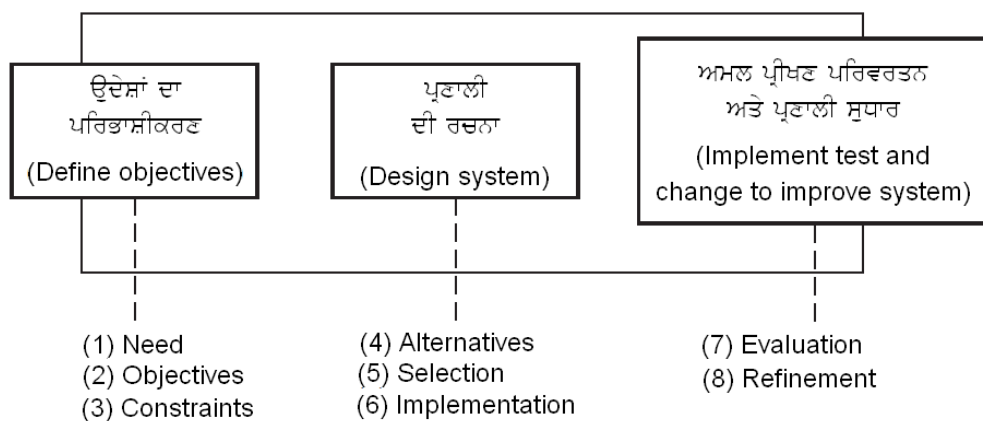 ਉਦੇਸ਼ਾਂ ਦਾ
ਪਰਿਭਾਸ਼ੀਕਰਣ
(Define objectives)
ਪ੍ਰਣਾਲੀ
ਦੀ ਰਚਨਾ
(Design system)
ਅਮਲ ਪ੍ਰੀਖਣ ਪਰਿਵਰਤਨ
ਅਤੇ ਪ੍ਰਣਾਲੀ ਸੁਧਾਰ
(Implement test and
change to improve system)
(1) Need
(2) Objectives
(3) Constraints
(4) Alternatives
(5) Selection
(6) Implementation
(7) Evaluation
(8) Refinement